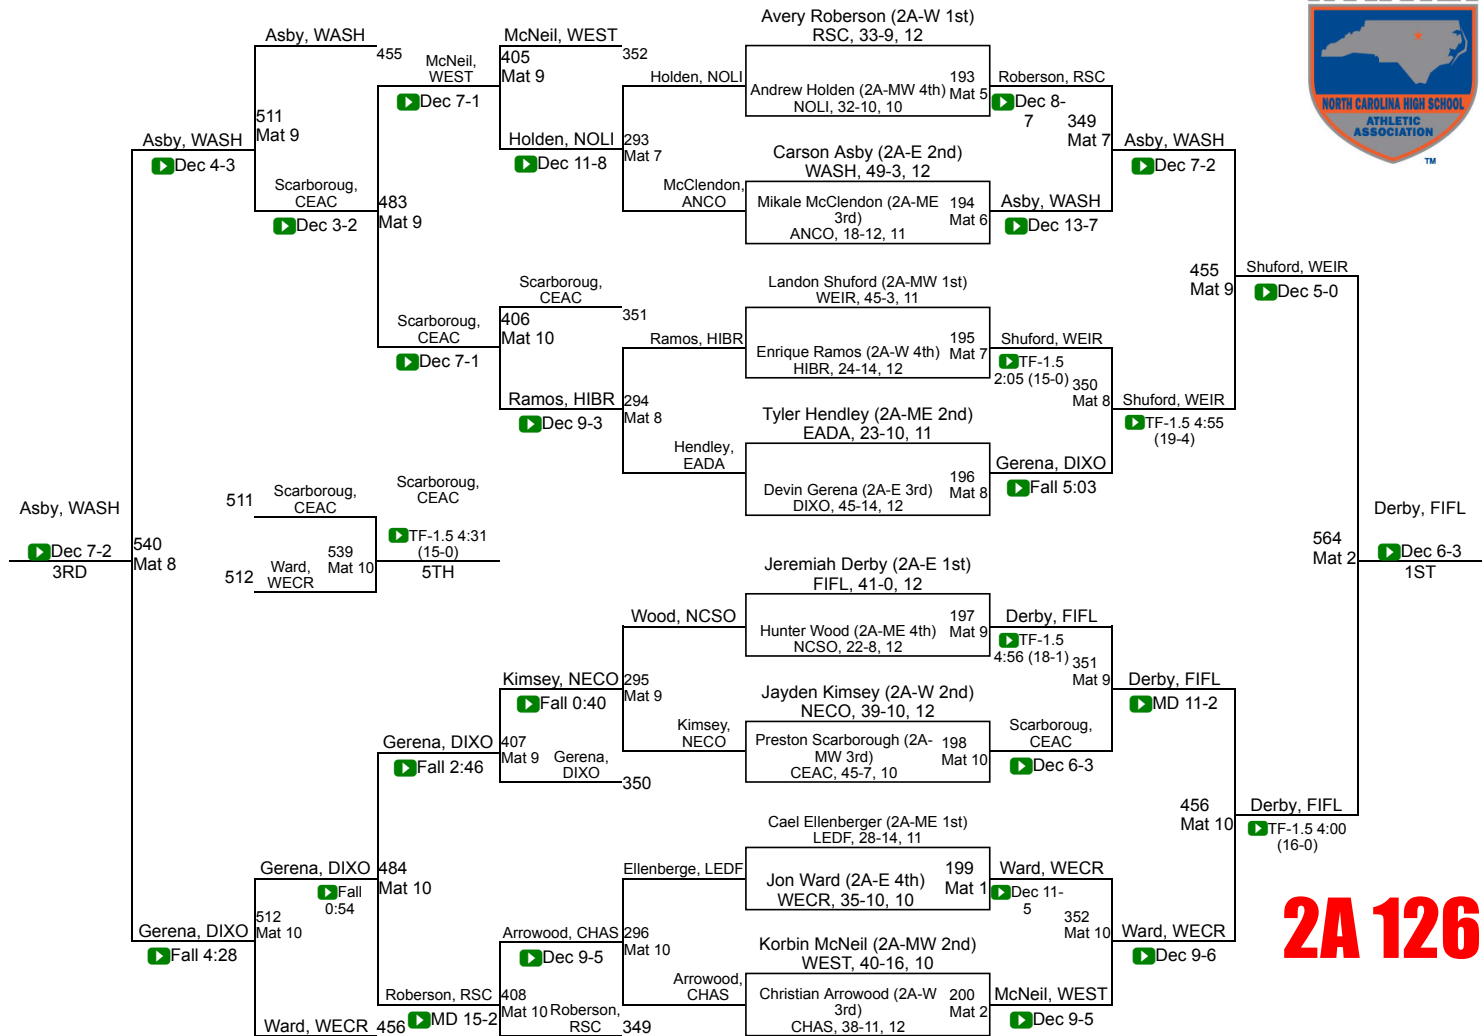 Asby, WASH
455
511
Mat 9
Asby, WASH
Dec 4-3
Scarboroug,
CEAC
Dec 3-2
483
Mat 9
McNeil,
WEST
Dec 7-1
McNeil, WEST
405
Mat 9
352
Holden, NOLI
Dec 11-8
293
Mat 7
Holden, NOLI
McClendon,
ANCO
Scarboroug,
CEAC
Dec 7-1
Scarboroug,
CEAC
406
Mat 10
351
Ramos, HIBR
Dec 9-3
294
Mat 8
Ramos, HIBR
Hendley,
EADA
Avery Roberson (2A-W 1st)
RSC, 33-9, 12
193
Mat 5
Andrew Holden (2A-MW 4th)
NOLI, 32-10, 10
Roberson, RSC
Dec 8-
7
349
Mat 7
Carson Asby (2A-E 2nd)
WASH, 49-3, 12
Mikale McClendon (2A-ME
3rd)
ANCO, 18-12, 11
194
Mat 6
Asby, WASH
Dec 13-7
Asby, WASH
Dec 7-2
Landon Shuford (2A-MW 1st)
WEIR, 45-3, 11
195
Mat 7
Enrique Ramos (2A-W 4th)
HIBR, 24-14, 12
Shuford, WEIR
TF-1.5
2:05 (15-0)
350
Mat 8
Tyler Hendley (2A-ME 2nd)
EADA, 23-10, 11
196
Mat 8
Devin Gerena (2A-E 3rd)
DIXO, 45-14, 12
Gerena, DIXO
Fall 5:03
Shuford, WEIR
TF-1.5 4:55
(19-4)
455
Mat 9
Shuford, WEIR
Dec 5-0
NORTH CAROLINA HIGH SCHOOL
ATHLETIC
ASSOCIATION
TM
Asby, WASH
Dec 7-2
3RD
540
Mat 8
511
Scarboroug,
CEAC
512
Ward,
WECR
539
Mat 10
Scarboroug,
CEAC
TF-1.5 4:31
(15-0)
5TH
564
Mat 2
Derby, FIFL
Dec 6-3
1ST
Jeremiah Derby (2A-E 1st)
FIFL, 41-0, 12
197
Mat 9
Hunter Wood (2A-ME 4th)
NCSO, 22-8, 12
Wood, NCSO
Derby, FIFL
TF-1.5
4:56 (18-1)
351
Mat 9
Kimsey, NECO
Fall 0:40
295
Mat 9
Kimsey,
NECO
Jayden Kimsey (2A-W 2nd)
NECO, 39-10, 12
Preston Scarborough (2A-
MW 3rd)
CEAC, 45-7, 10
198
Mat 10
Scarboroug,
CEAC
Dec 6-3
Derby, FIFL
MD 11-2
Gerena, DIXO
Fall 2:46
407
Mat 9
Gerena,
DIXO
350
456
Mat 10
Derby, FIFL
TF-1.5 4:00
(16-0)
Gerena, DIXO
Fall
0:54
484
Mat 10
Cael Ellenberger (2A-ME 1st)
LEDF, 28-14, 11
Ellenberge, LEDF
199
Mat 1
Jon Ward (2A-E 4th)
WECR, 35-10, 10
Ward, WECR
Dec 11-
5
352
Mat 10
Gerena, DIXO
Fall 4:28
512
Mat 10
Arrowood, CHAS
Dec 9-5
296
Mat 10
Arrowood,
CHAS
Korbin McNeil (2A-MW 2nd)
WEST, 40-16, 10
Christian Arrowood (2A-W
3rd)
CHAS, 38-11, 12
200
Mat 2
McNeil, WEST
Dec 9-5
Ward, WECR
Dec 9-6
Roberson, RSC
MD 15-2
408
Mat 10
Roberson,
RSC
349
Ward, WECR
456
2A 126